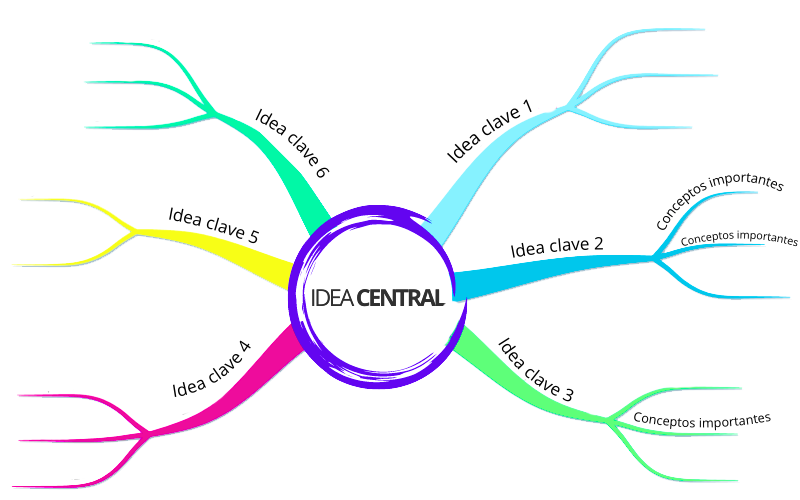 Idea clave 1
Conceptos importantes
Idea clave 2
Conceptos importantes
Idea clave 3
Conceptos importantes
Idea clave 4
Idea clave 5
Idea clave 6
IDEA CENTRAL